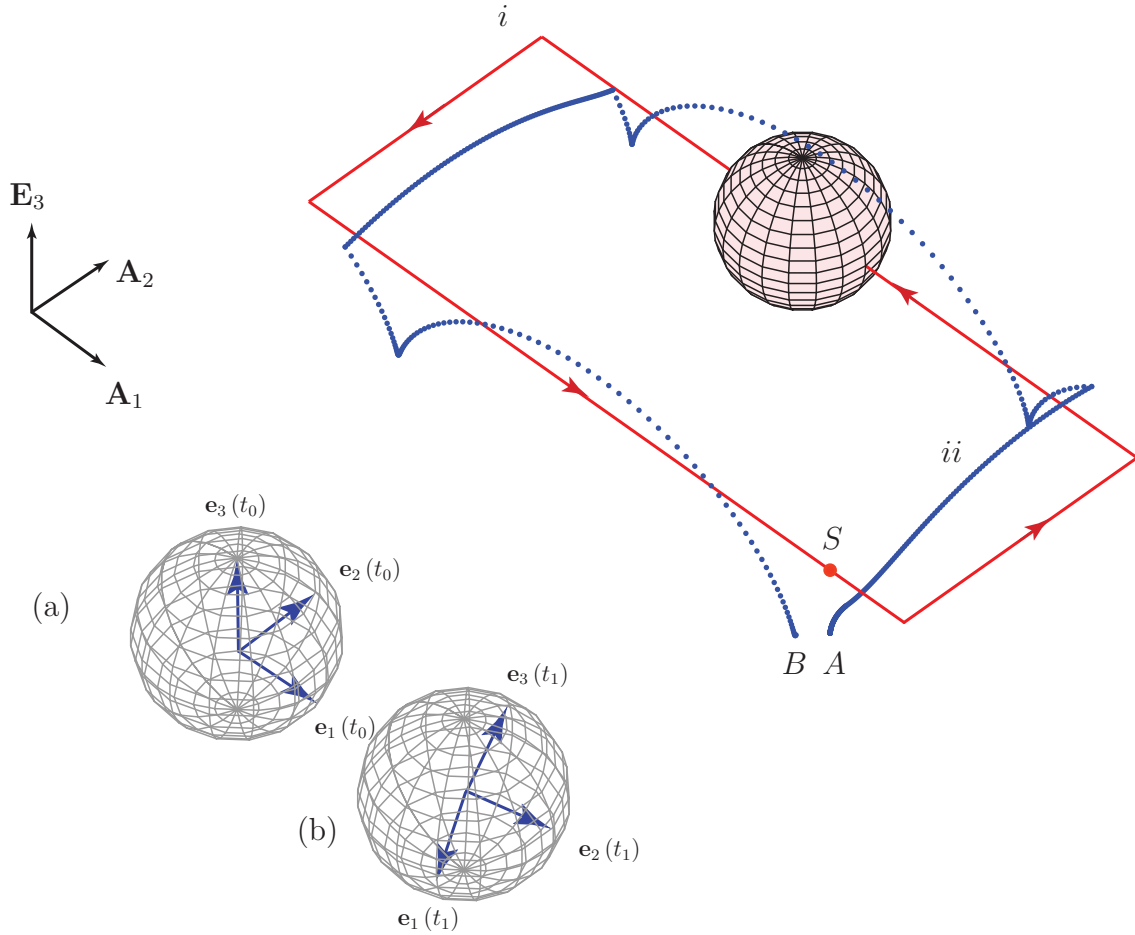 i
E₃
A₂
A₁
ii
S
B A
(a)
e₃ (t₀)
e₂ (t₀)
e₁ (t₀)
(b)
e₃ (t₁)
e₂ (t₁)
e₁ (t₁)